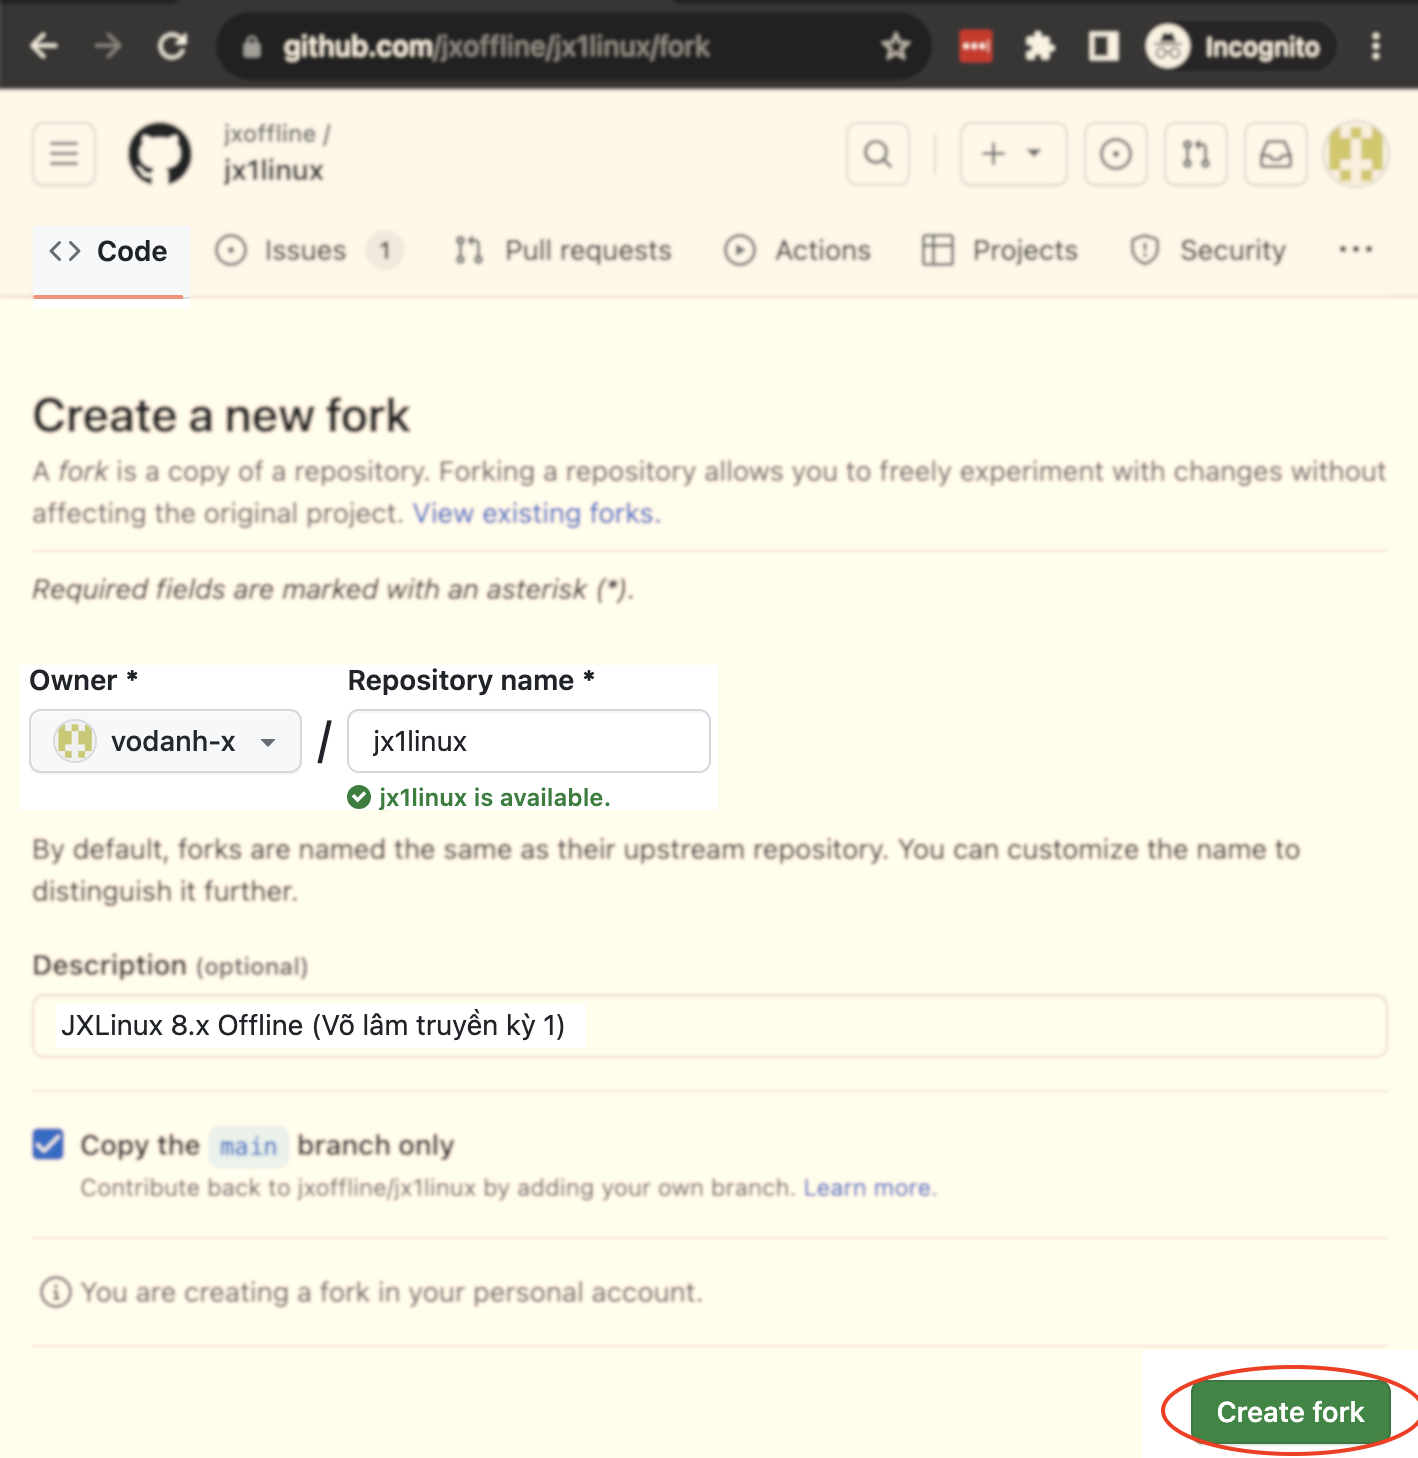 github.com/jxoffline/jx1linux/fork
Incognito
jxoffline /
jx1linux
Code
Issues 1
Pull requests
Actions
Projects
Security
Create a new fork
A fork is a copy of a repository. Forking a repository allows you to freely experiment with changes without
affecting the original project. View existing forks.
Required fields are marked with an asterisk (*).
Owner *
Repository name *
vodanh-x / jx1linux
jx1linux is available.
By default, forks are named the same as their upstream repository. You can customize the name to
distinguish it further.
Description (optional)
JXLinux 8.x Offline (Võ lâm truyền kỳ 1)
Copy the main branch only
Contribute back to jxoffline/jx1linux by adding your own branch. Learn more.
You are creating a fork in your personal account.
Create fork